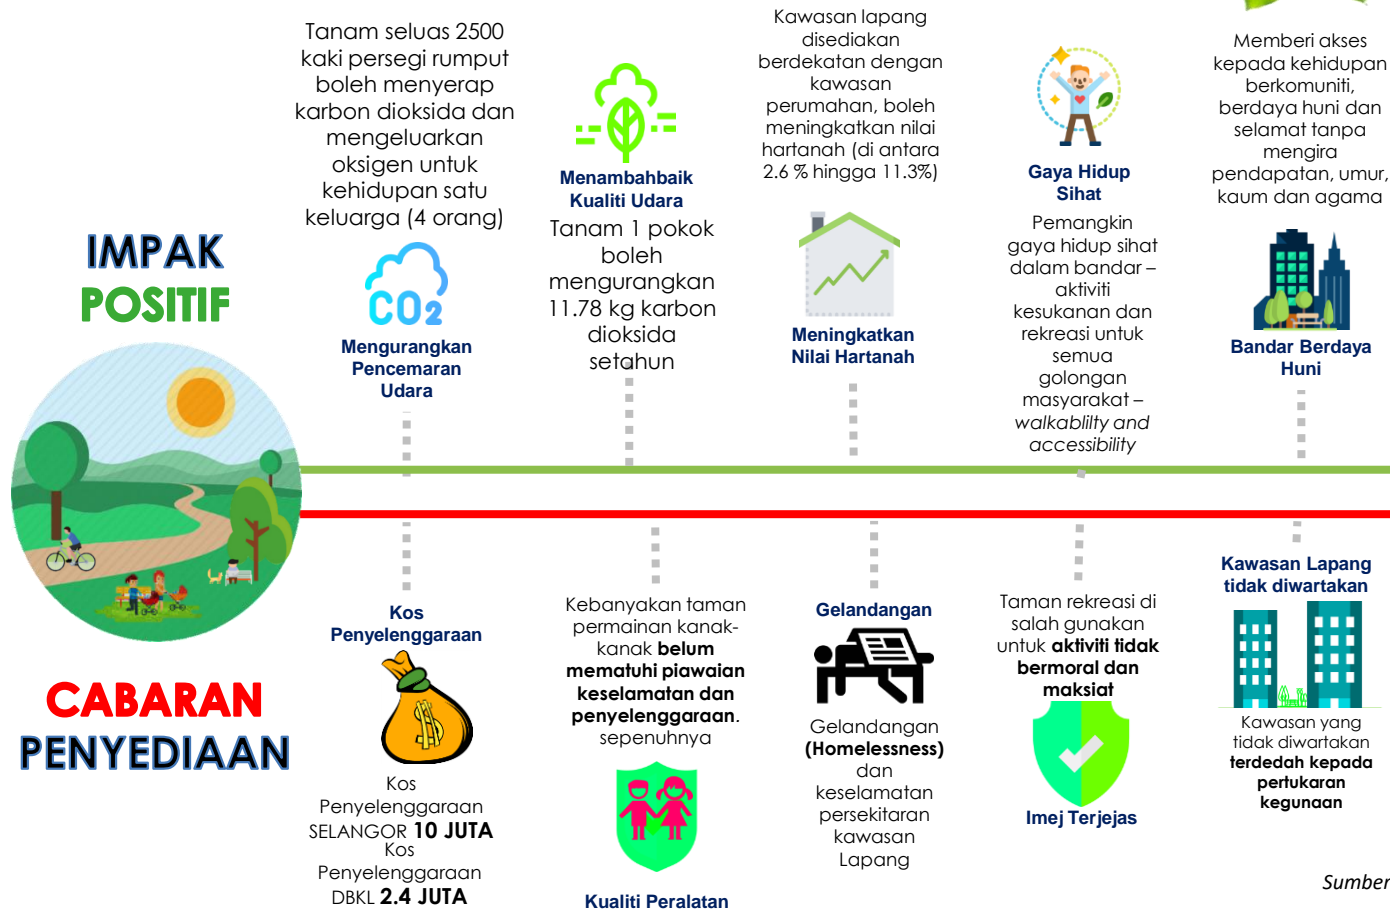 IMPAK
POSITIF
Tanam seluas 2500
kaki persegi rumput
boleh menyerap
karbon dioksida dan
mengeluarkan
oksigen untuk
kehidupan satu
keluarga (4 orang)
CO2
Mengurangkan
Pencemaran
Udara
Menambahbaik
Kualiti Udara
Tanam 1 pokok
boleh
mengurangkan
11.78 kg karbon
dioksida
setahun
Kawasan lapang
disediakan
berdekatan dengan
kawasan
perumahan, boleh
meningkatkan nilai
hartanah (di antara
2.6 % hingga 11.3%)
Meningkatkan
Nilai Hartanah
Gaya Hidup
Sihat
Pemangkin
gaya hidup sihat
dalam bandar –
aktiviti
kesukanan dan
rekreasi untuk
semua
golongan
masyarakat –
walkablilty and
accessibility
Memberi akses
kepada kehidupan
berkomuniti,
berdaya huni dan
selamat tanpa
mengira
pendapatan, umur,
kaum dan agama
Bandar Berdaya
Huni
CABARAN
PENYEDIAAN
Kos
Penyelenggaraan
$
Kos
Penyelenggaraan
SELANGOR 10 JUTA
Kos
Penyelenggaraan
DBKL 2.4 JUTA
Kebanyakan taman
permainan kanak-
kanak belum
mematuhi piawaian
keselamatan dan
penyelenggaraan.
sepenuhnya
Kualiti Peralatan
Gelandangan
Gelandangan
(Homelessness)
dan
keselamatan
persekitaran
kawasan
Lapang
Taman rekreasi di
salah gunakan
untuk aktiviti tidak
bermoral dan
maksiat
Imej Terjejas
Kawasan Lapang
tidak diwartakan
Kawasan yang
tidak diwartakan
terdedah kepada
pertukaran
kegunaan
Sumber